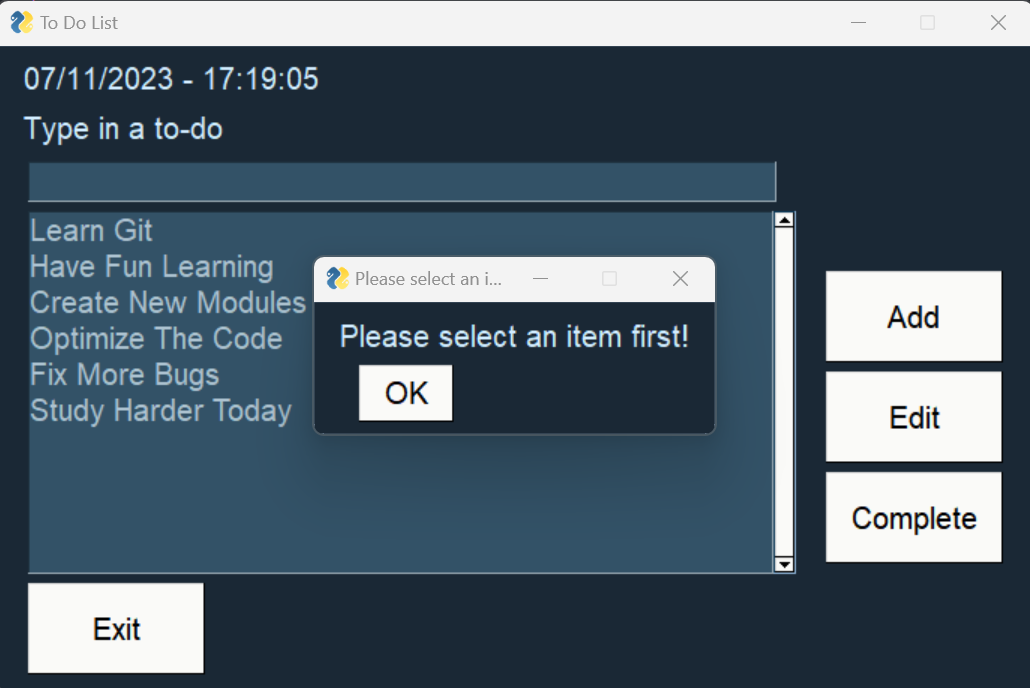 To Do List
07/11/2023 - 17:19:05
Type in a to-do
Learn Git
Have Fun Learning
Create New Modules
Optimize The Code
Fix More Bugs
Study Harder Today
Please select an i...
Please select an item first!
OK
Add
Edit
Complete
Exit